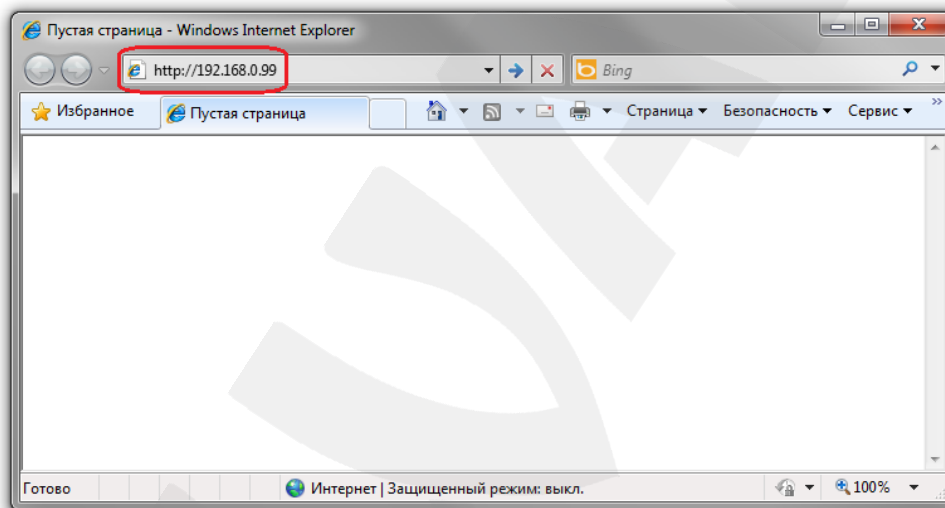 Пустая страница - Windows Internet Explorer
http://192.168.0.99
Bing
Избранное
Пустая страница
Страница
Безопасность
Сервис
Готово
Интернет | Защищенный режим: выкл.
100%